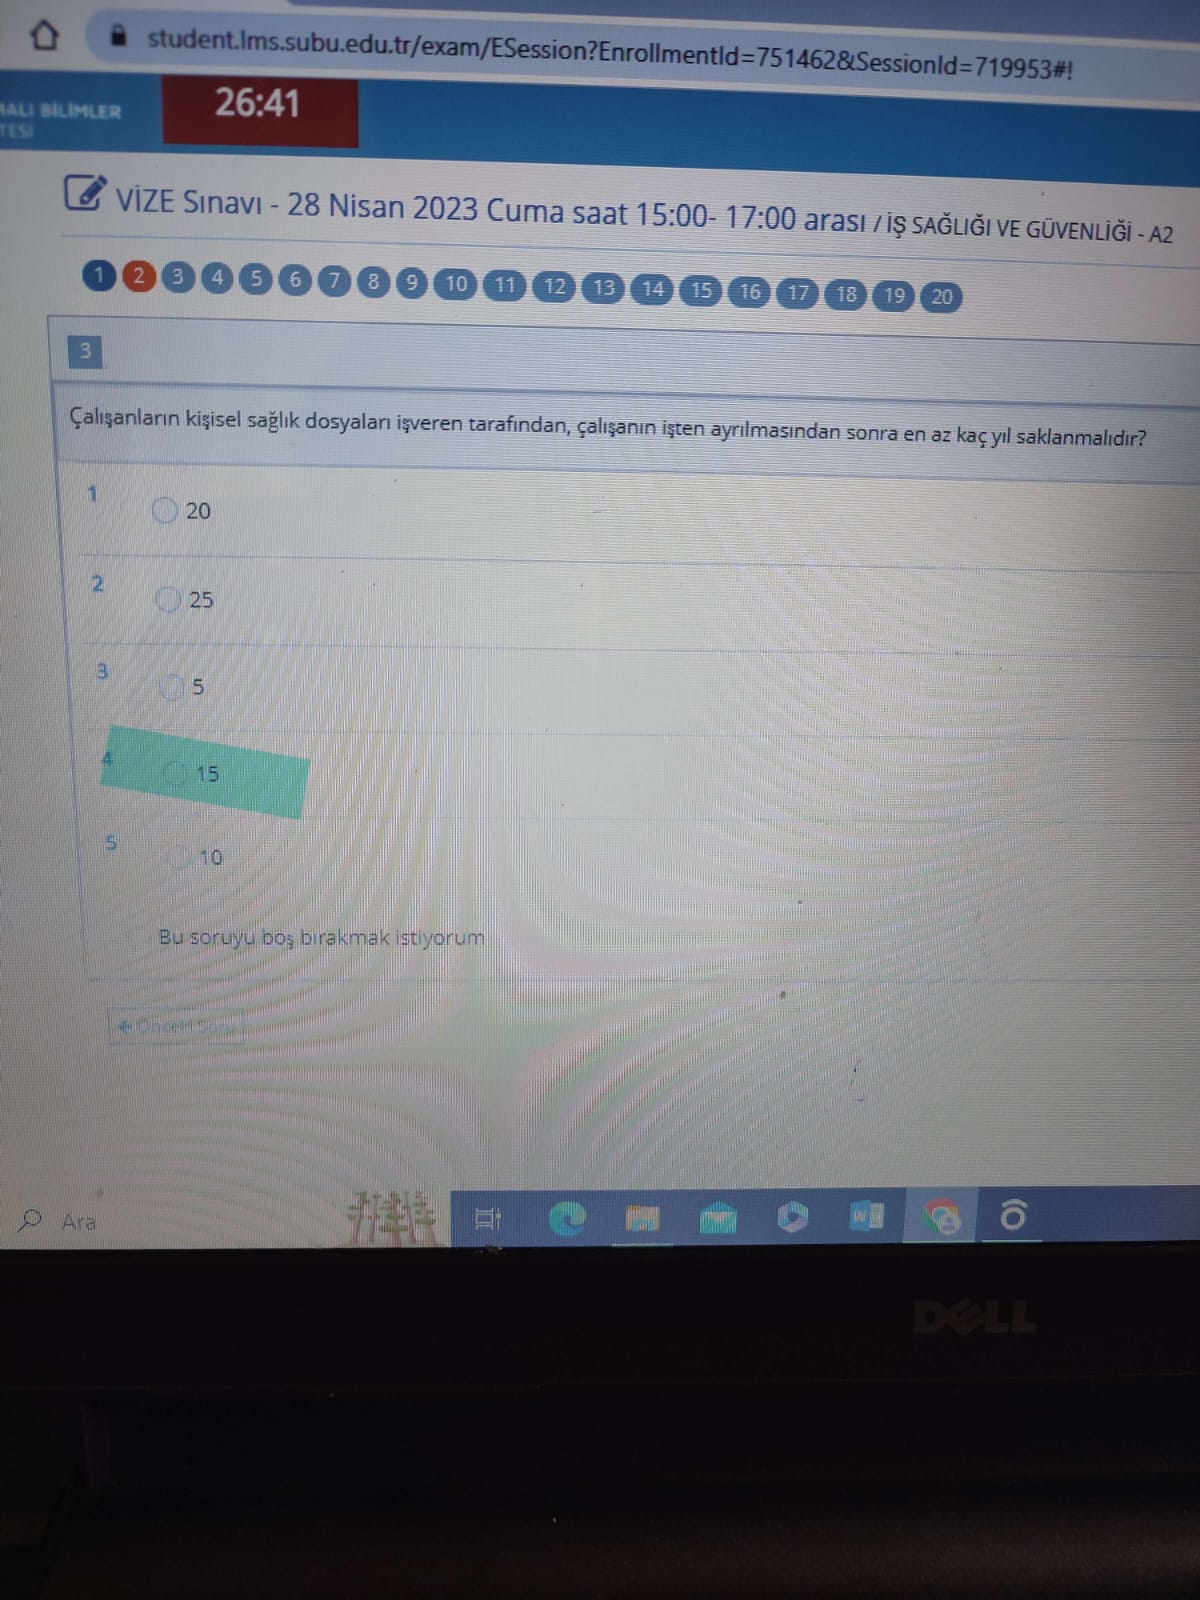 student.lms.subu.edu.tr/exam/ESession?EnrollmentId=751462&SessionId=719953#!
MALI BİLİMLER
TESİ
26:41
VİZE Sınavı - 28 Nisan 2023 Cuma saat 15:00- 17:00 arası / İŞ SAĞLIĞI VE GÜVENLİĞİ - A2
1 2 3 4 5 6 7 8 9 10 11 12 13 14 15 16 17 18 19 20
3
Çalışanların kişisel sağlık dosyaları işveren tarafından, çalışanın işten ayrılmasından sonra en az kaç yıl saklanmalıdır?
1 20
2 25
3 5
4 15
5 10
Bu soruyu boş bırakmak istiyorum
Önceki Soru
Ara
W
DELL